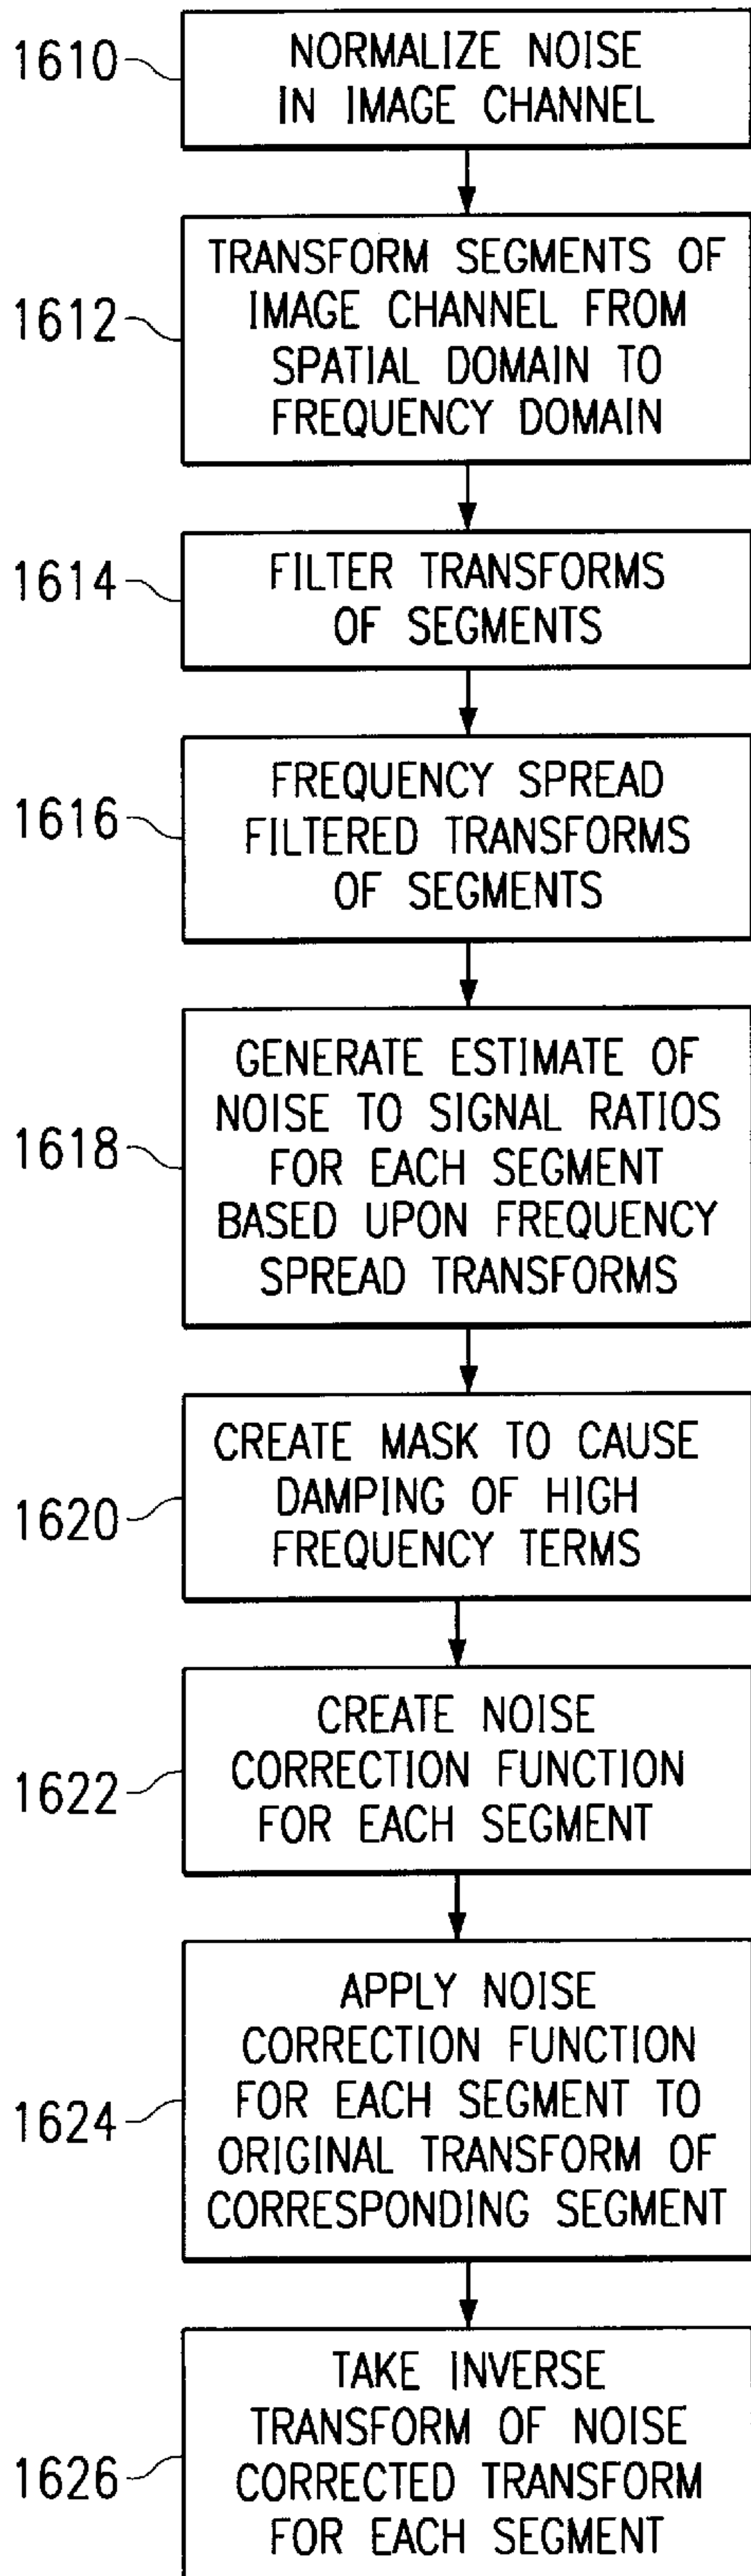 1610
NORMALIZE NOISE
IN IMAGE CHANNEL
1612
TRANSFORM SEGMENTS OF
IMAGE CHANNEL FROM
SPATIAL DOMAIN TO
FREQUENCY DOMAIN
1614
FILTER TRANSFORMS
OF SEGMENTS
1616
FREQUENCY SPREAD
FILTERED TRANSFORMS
OF SEGMENTS
1618
GENERATE ESTIMATE OF
NOISE TO SIGNAL RATIOS
FOR EACH SEGMENT
BASED UPON FREQUENCY
SPREAD TRANSFORMS
1620
CREATE MASK TO CAUSE
DAMPING OF HIGH
FREQUENCY TERMS
1622
CREATE NOISE
CORRECTION FUNCTION
FOR EACH SEGMENT
1624
APPLY NOISE
CORRECTION FUNCTION
FOR EACH SEGMENT TO
ORIGINAL TRANSFORM OF
CORRESPONDING SEGMENT
1626
TAKE INVERSE
TRANSFORM OF NOISE
CORRECTED TRANSFORM
FOR EACH SEGMENT